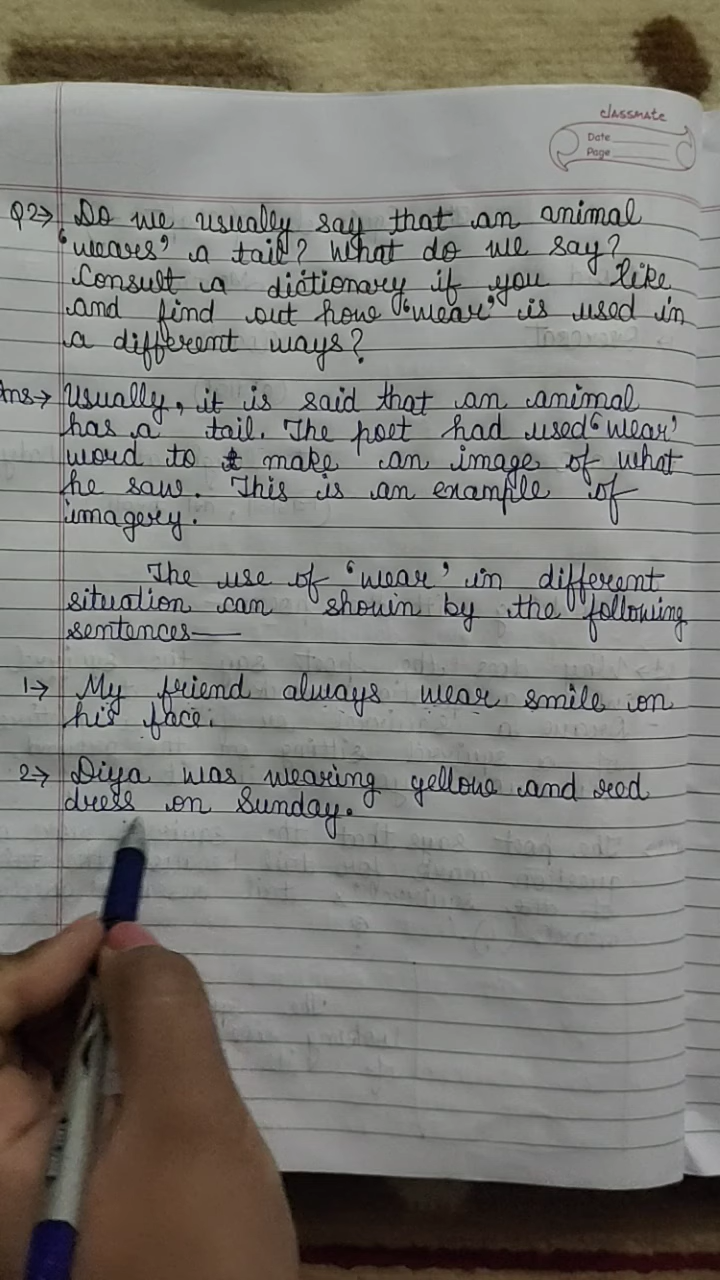 classmate
Date
Page
Q2→ Do we usually say that an animal
'weares' a tail? What do we say?
Consult a dictionary if you like
and find out how 'wear' is used in
a different ways?
Ans→ Usually, it is said that an animal
has a tail. The poet had used 'wear'
word to make an image of what
he saw. This is an example of
imagery.
The use of 'wear' in different
situation can showin by the following
sentences—
1→ My friend always wear smile on
his face.
2→ Diya was wearing yellow and red
dress on Sunday.